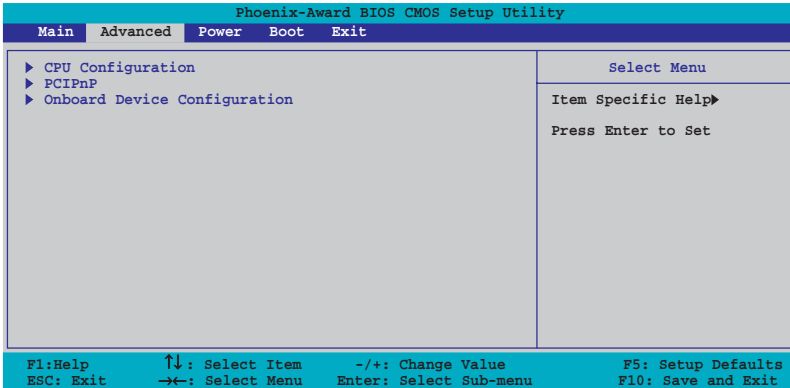 Phoenix-Award BIOS CMOS Setup Utility
Main Advanced Power Boot Exit
CPU Configuration
PCIPnP
Onboard Device Configuration
Select Menu
Item Specific Help
Press Enter to Set
F1:Help ↑↓: Select Item -/+: Change Value F5: Setup Defaults
ESC: Exit →←: Select Menu Enter: Select Sub-menu F10: Save and Exit